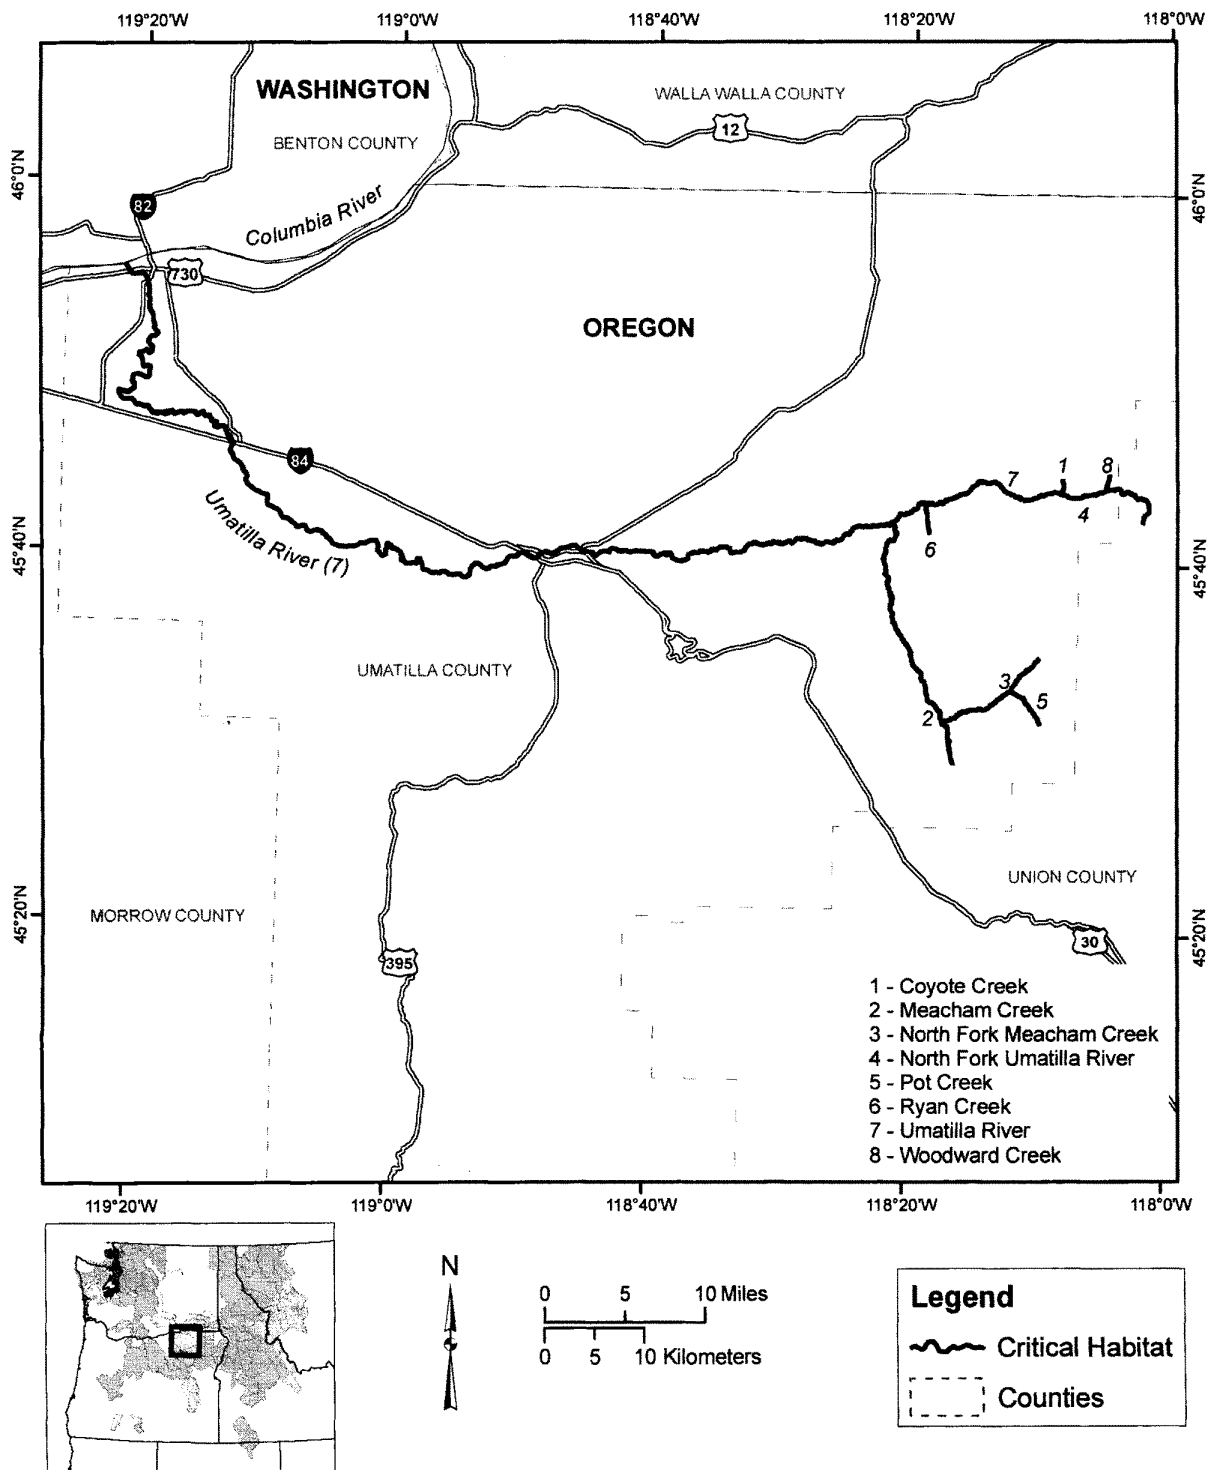 119°20'W 119°0'W 118°40'W 118°20'W 118°0'W
WASHINGTON
WALLA WALLA COUNTY
12
BENTON COUNTY
46°0'N
46°0'N
82
Columbia River
730
OREGON
84
7
1
8
4
Umatilla River (7)
6
45°40'N
45°40'N
UMATILLA COUNTY
3
5
2
UNION COUNTY
MORROW COUNTY
45°20'N
45°20'N
30
395
1 - Coyote Creek
2 - Meacham Creek
3 - North Fork Meacham Creek
4 - North Fork Umatilla River
5 - Pot Creek
6 - Ryan Creek
7 - Umatilla River
8 - Woodward Creek
119°20'W 119°0'W 118°40'W 118°20'W 118°0'W
N
0 5 10 Miles
0 5 10 Kilometers
Legend
Critical Habitat
Counties